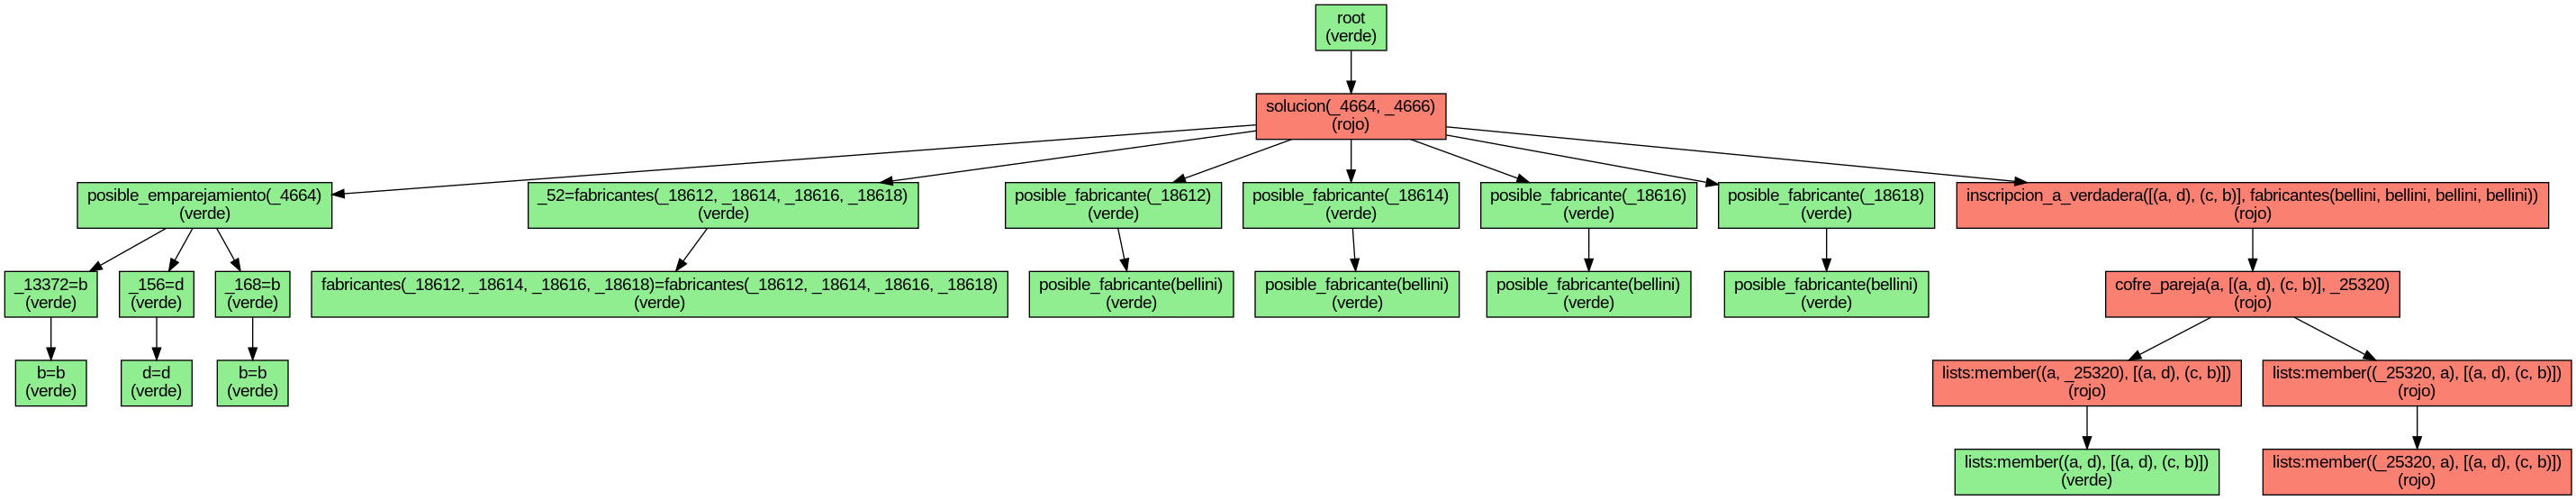 root
(verde)
solucion(_4664, _4666)
(rojo)
posible_emparejamiento(_4664)
(verde)
_52=fabricantes(_18612, _18614, _18616, _18618)
(verde)
posible_fabricante(_18612)
(verde)
posible_fabricante(_18614)
(verde)
posible_fabricante(_18616)
(verde)
posible_fabricante(_18618)
(verde)
inscripcion_a_verdadera([(a, d), (c, b)], fabricantes(bellini, bellini, bellini, bellini))
(rojo)
_13372=b
(verde)
_156=d
(verde)
_168=b
(verde)
fabricantes(_18612, _18614, _18616, _18618)=fabricantes(_18612, _18614, _18616, _18618)
(verde)
posible_fabricante(bellini)
(verde)
posible_fabricante(bellini)
(verde)
posible_fabricante(bellini)
(verde)
posible_fabricante(bellini)
(verde)
cofre_pareja(a, [(a, d), (c, b)], _25320)
(rojo)
b=b
(verde)
d=d
(verde)
b=b
(verde)
lists:member((a, _25320), [(a, d), (c, b)])
(rojo)
lists:member((_25320, a), [(a, d), (c, b)])
(rojo)
lists:member((a, d), [(a, d), (c, b)])
(verde)
lists:member((_25320, a), [(a, d), (c, b)])
(rojo)